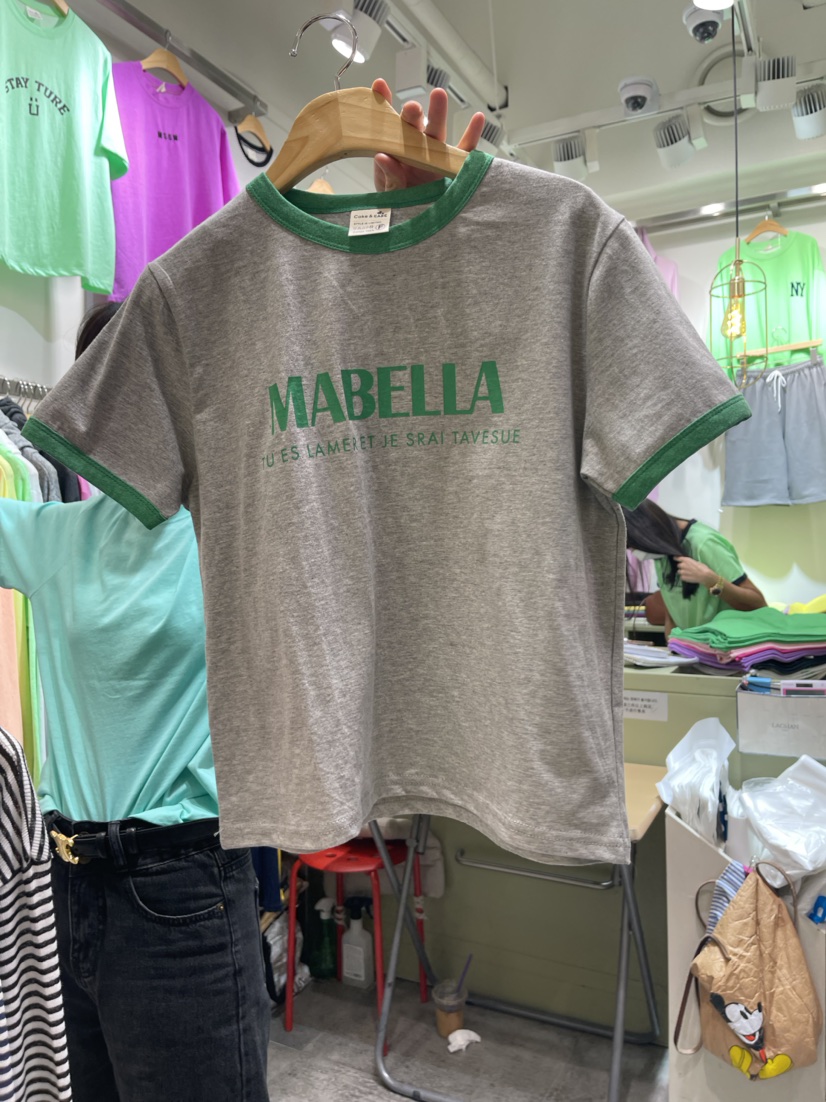 STAY TURE
MABELLA
TU ES LAMERET JE SRAI TAVESUE
NY